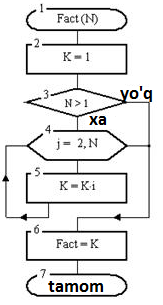 1
Fact (N)
2
K = 1
3
N > 1
yo'q
xa
4
j = 2, N
5
K = K·i
6
Fact = K
7
tamom